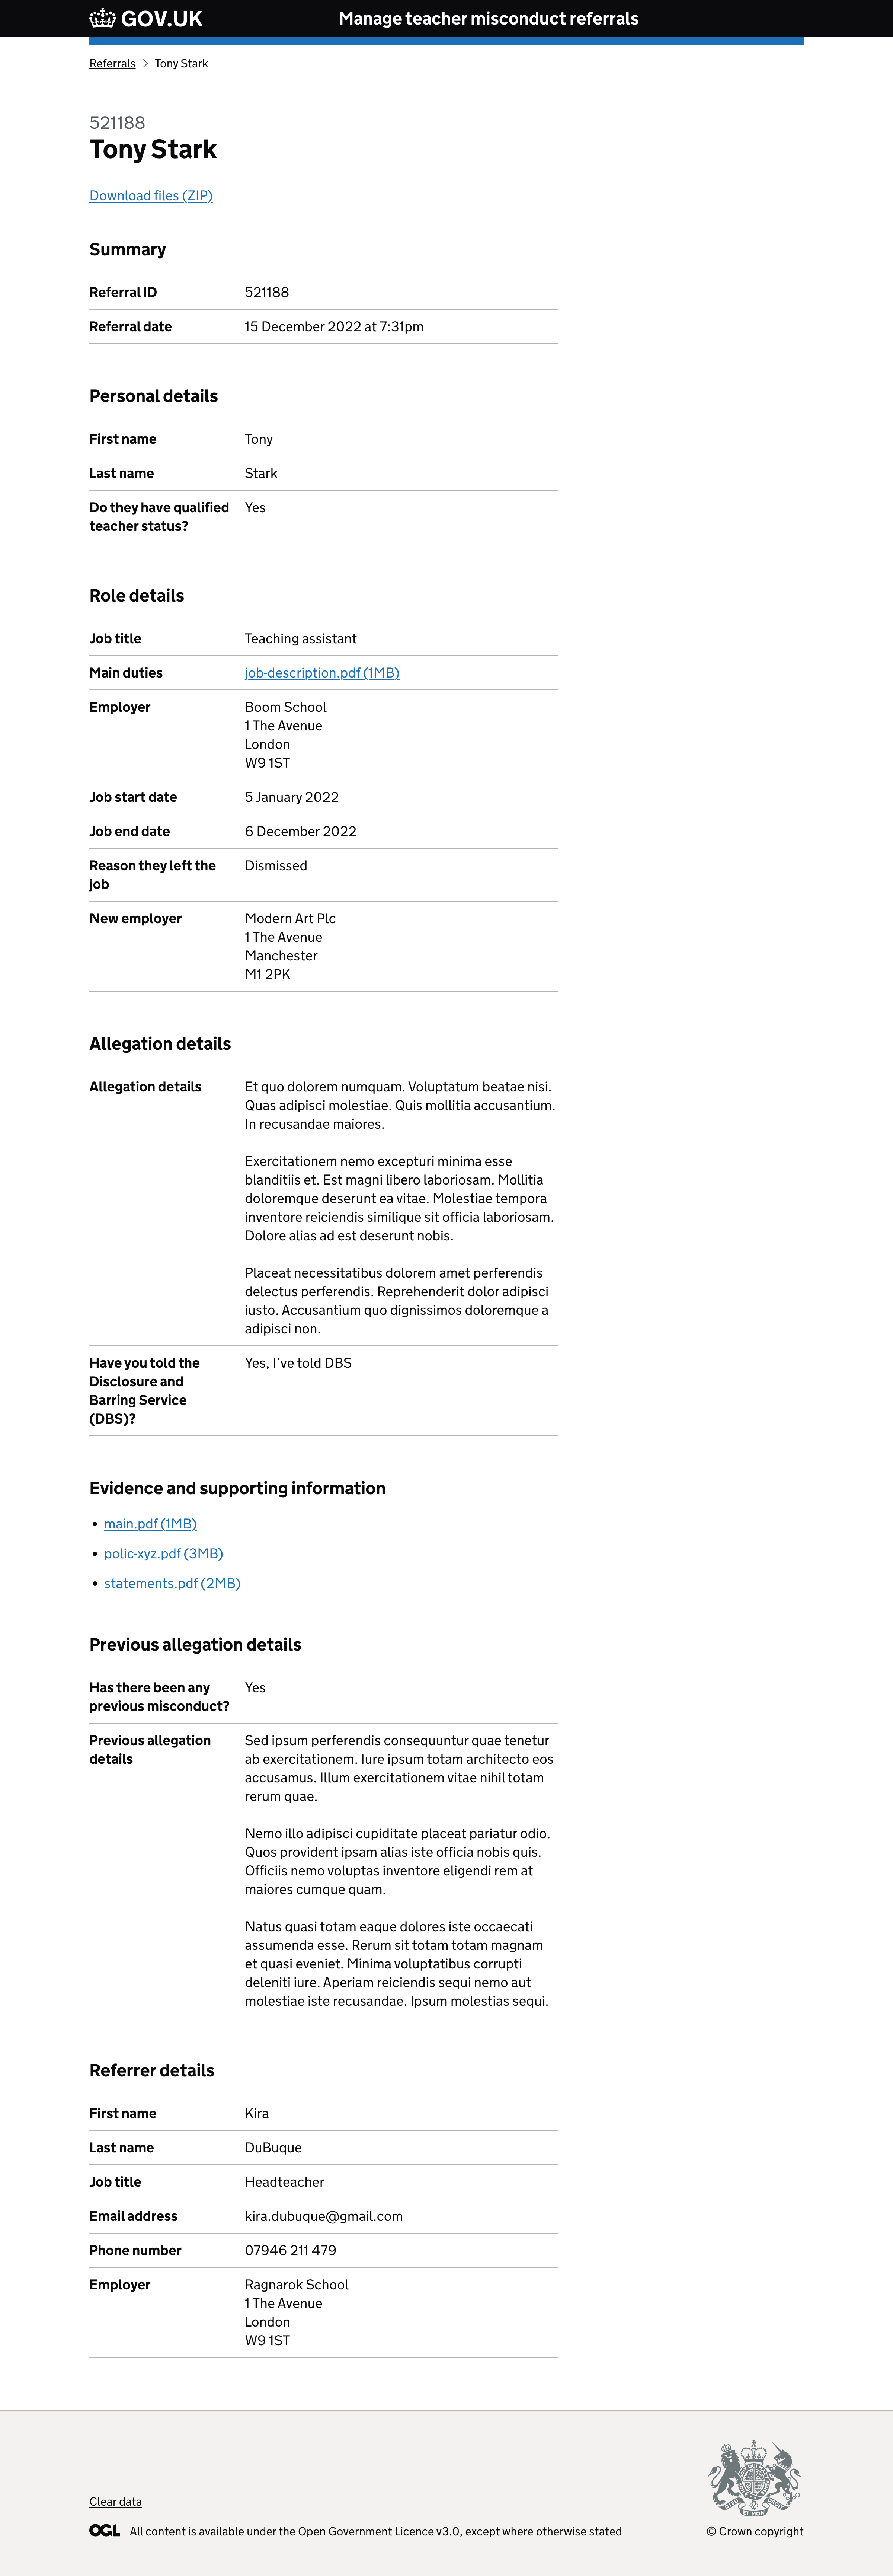 GOV.UK
Manage teacher misconduct referrals
Referrals > Tony Stark
521188
Tony Stark
Download files (ZIP)
Summary
Referral ID 521188
Referral date 15 December 2022 at 7:31pm
Personal details
First name Tony
Last name Stark
Do they have qualified Yes
teacher status?
Role details
Job title Teaching assistant
Main duties job-description.pdf (1MB)
Employer Boom School
1 The Avenue
London
W9 1ST
Job start date 5 January 2022
Job end date 6 December 2022
Reason they left the Dismissed
job
New employer Modern Art Plc
1 The Avenue
Manchester
M1 2PK
Allegation details
Allegation details Et quo dolorem numquam. Voluptatum beatae nisi.
Quas adipisci molestiae. Quis mollitia accusantium.
In recusandae maiores.
Exercitationem nemo excepturi minima esse
blanditiis et. Est magni libero laboriosam. Mollitia
doloremque deserunt ea vitae. Molestiae tempora
inventore reiciendis similique sit officia laboriosam.
Dolore alias ad est deserunt nobis.
Placeat necessitatibus dolorem amet perferendis
delectus perferendis. Reprehenderit dolor adipisci
iusto. Accusantium quo dignissimos doloremque a
adipisci non.
Have you told the Yes, I’ve told DBS
Disclosure and
Barring Service
(DBS)?
Evidence and supporting information
• main.pdf (1MB)
• polic-xyz.pdf (3MB)
• statements.pdf (2MB)
Previous allegation details
Has there been any Yes
previous misconduct?
Previous allegation Sed ipsum perferendis consequuntur quae tenetur
details ab exercitationem. Iure ipsum totam architecto eos
accusamus. Illum exercitationem vitae nihil totam
rerum quae.
Nemo illo adipisci cupiditate placeat pariatur odio.
Quos provident ipsam alias iste officia nobis quis.
Officiis nemo voluptas inventore eligendi rem at
maiores cumque quam.
Natus quasi totam eaque dolores iste occaecati
assumenda esse. Rerum sit totam totam magnam
et quasi eveniet. Minima voluptatibus corrupti
deleniti iure. Aperiam reiciendis sequi nemo aut
molestiae iste recusandae. Ipsum molestias sequi.
Referrer details
First name Kira
Last name DuBuque
Job title Headteacher
Email address kira.dubuque@gmail.com
Phone number 07946 211 479
Employer Ragnarok School
1 The Avenue
London
W9 1ST
Clear data
OGL All content is available under the Open Government Licence v3.0, except where otherwise stated
© Crown copyright